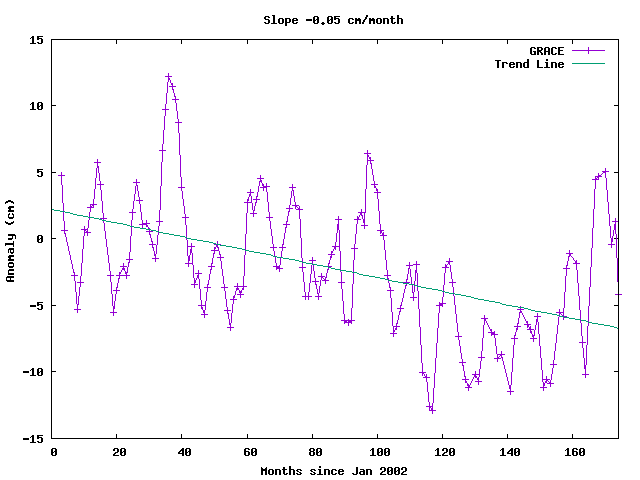 Slope -0.05 cm/month
GRACE
Trend Line
15
10
5
0
-5
-10
-15
Anomaly (cm)
0 20 40 60 80 100 120 140 160
Months since Jan 2002